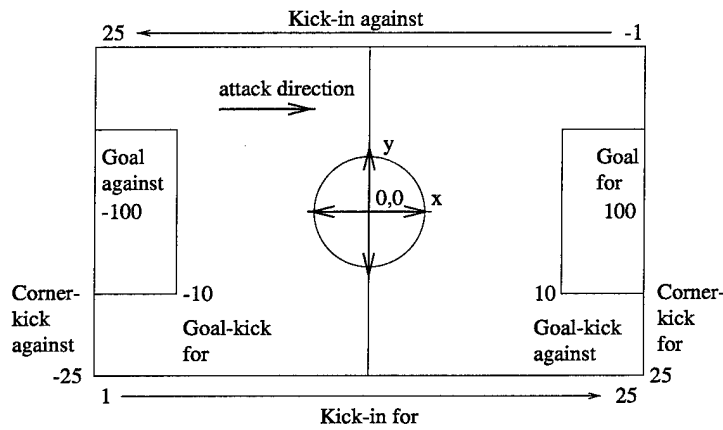 Kick-in against
25 -1
attack direction
y
Goal
against
-100
0,0 x
Goal
for
100
Corner-
kick
against
-25
-10
Goal-kick
for
10
Goal-kick
against
Corner-
kick
for
25
1 25
Kick-in for